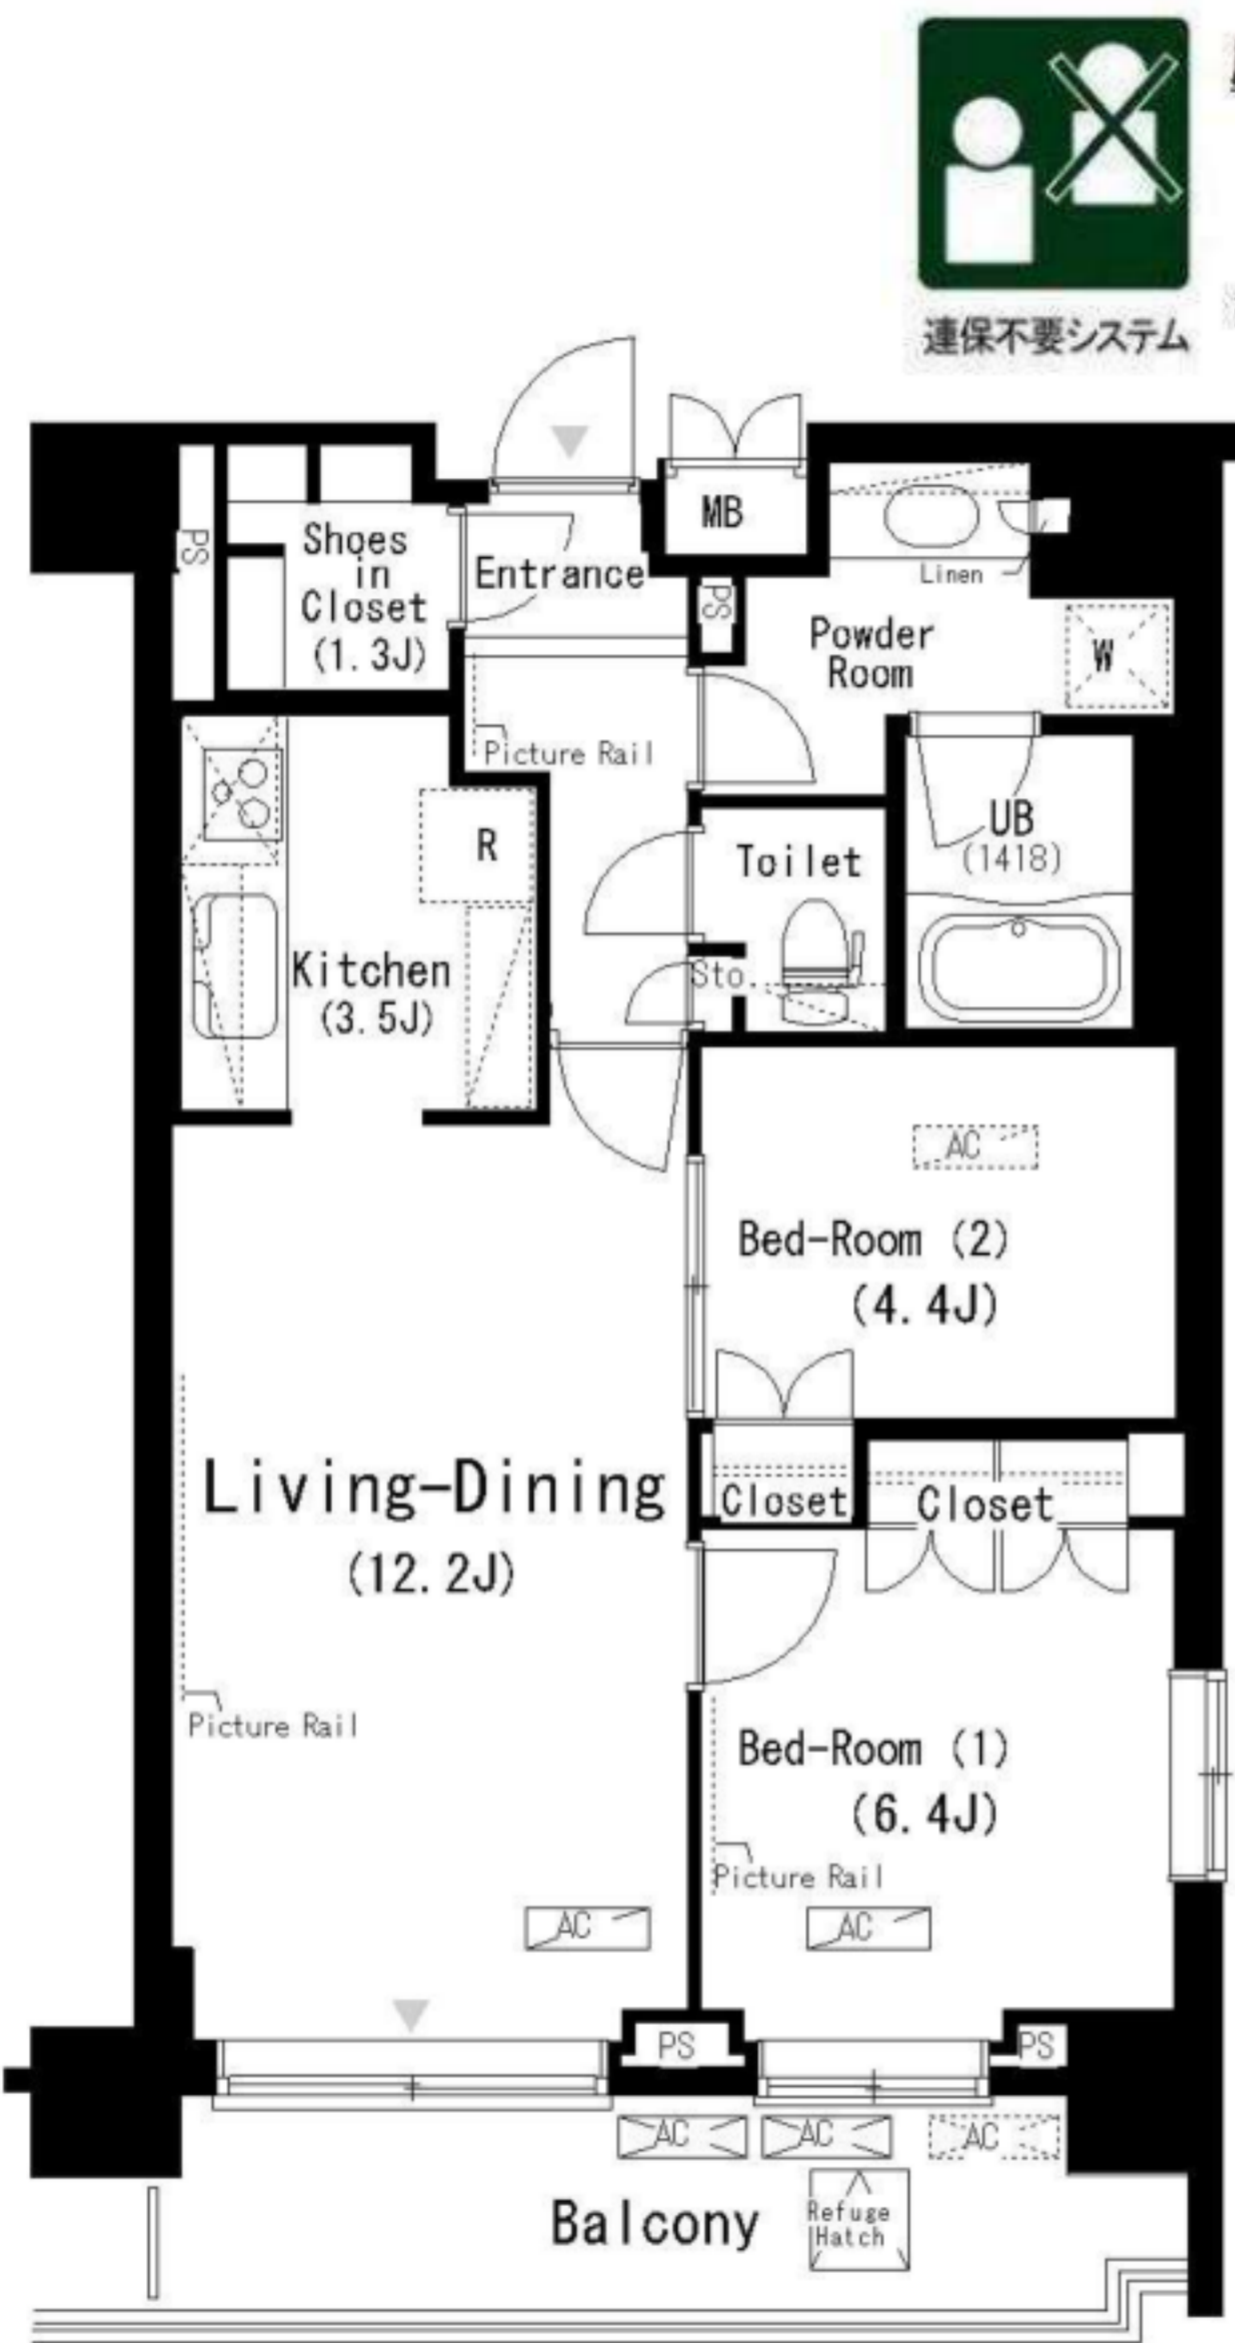 連保不要システム
MB
PS
Shoes
in
Closet
(1.3J)
Entrance
Linen
PS
Powder
Room
W
Picture Rail
UB
(1418)
R
Toilet
Kitchen
(3.5J)
Sto
AC
Bed-Room (2)
(4.4J)
Living-Dining
(12.2J)
Closet
Closet
Picture Rail
Bed-Room (1)
(6.4J)
Picture Rail
AC
AC
PS
PS
AC
AC
AC
Balcony
Refuge
Hatch